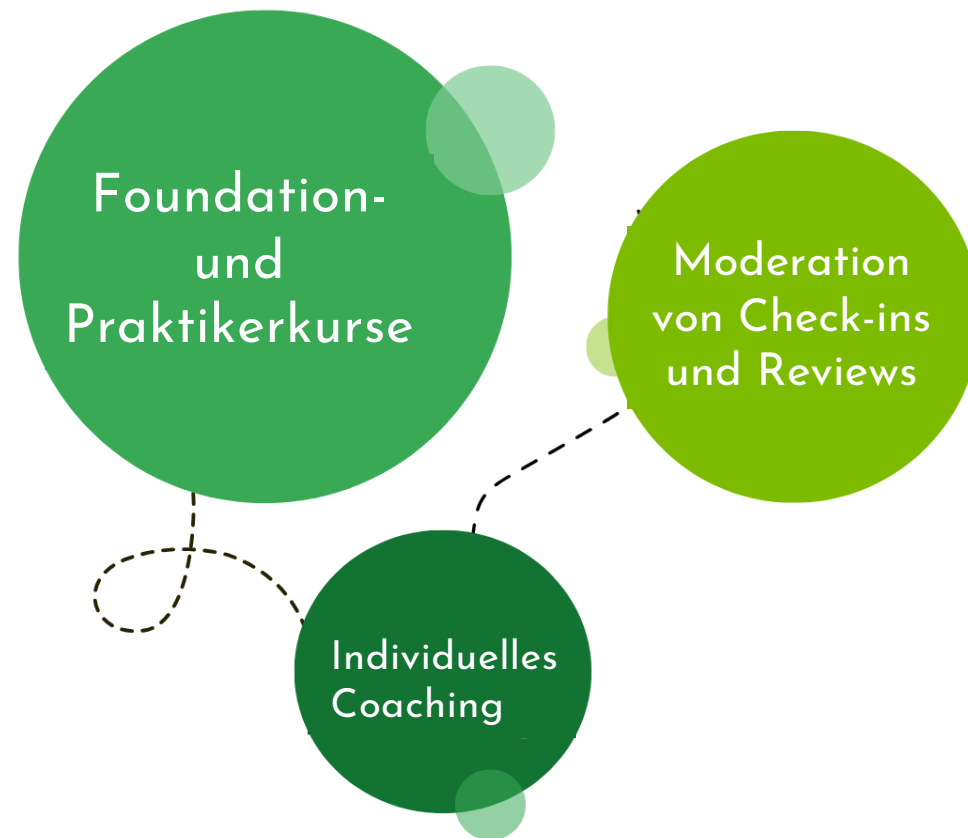 Foundation-
und
Praktikerkurse
Moderation
von Check-ins
und Reviews
Individuelles
Coaching